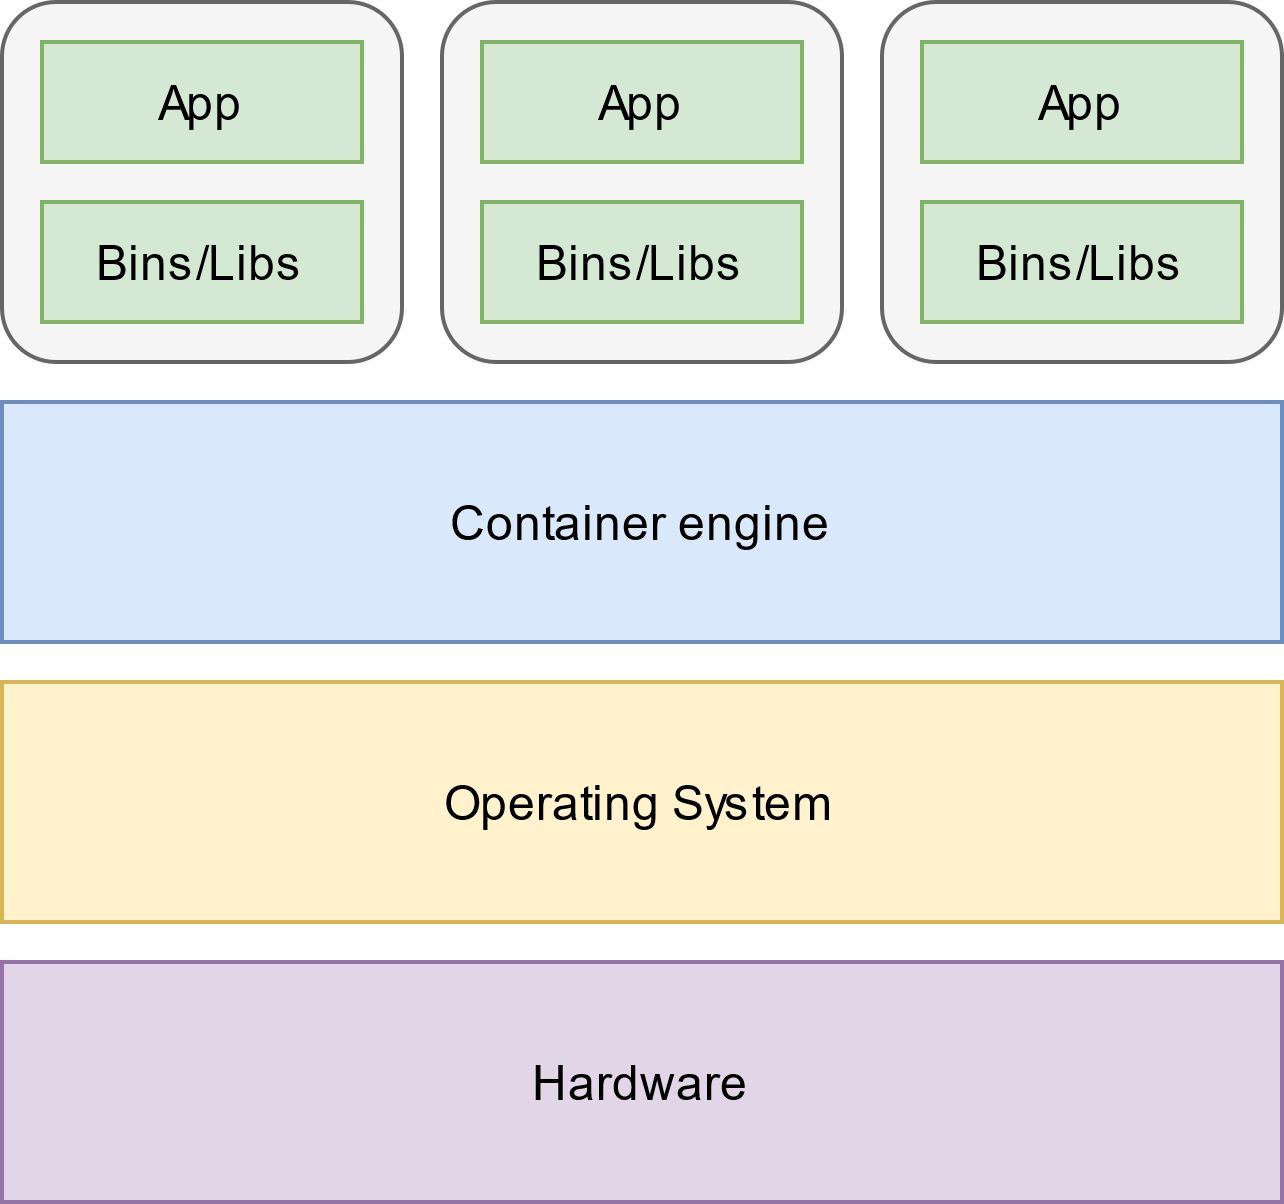 App
App
App
Bins/Libs
Bins/Libs
Bins/Libs
Container engine
Operating System
Hardware